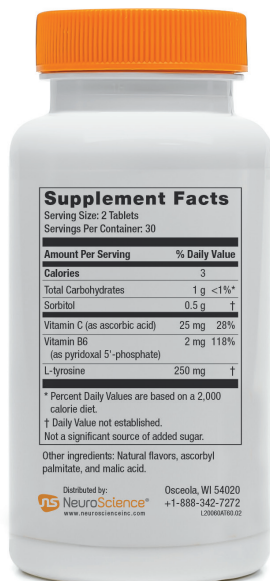 Supplement Facts
Serving Size: 2 Tablets
Servings Per Container: 30
Amount Per Serving % Daily Value
Calories 3
Total Carbohydrates 1 g <1%*
Sorbitol 0.5 g †
Vitamin C (as ascorbic acid) 25 mg 28%
Vitamin B6 2 mg 118%
(as pyridoxal 5'-phosphate)
L-tyrosine 250 mg †
* Percent Daily Values are based on a 2,000
calorie diet.
† Daily Value not established.
Not a significant source of added sugar.
Other ingredients: Natural flavors, ascorbyl
palmitate, and malic acid.
Distributed by:
ns NeuroScience®
www.neuroscienceinc.com
Osceola, WI 54020
+1-888-342-7272
L20060AT60.02